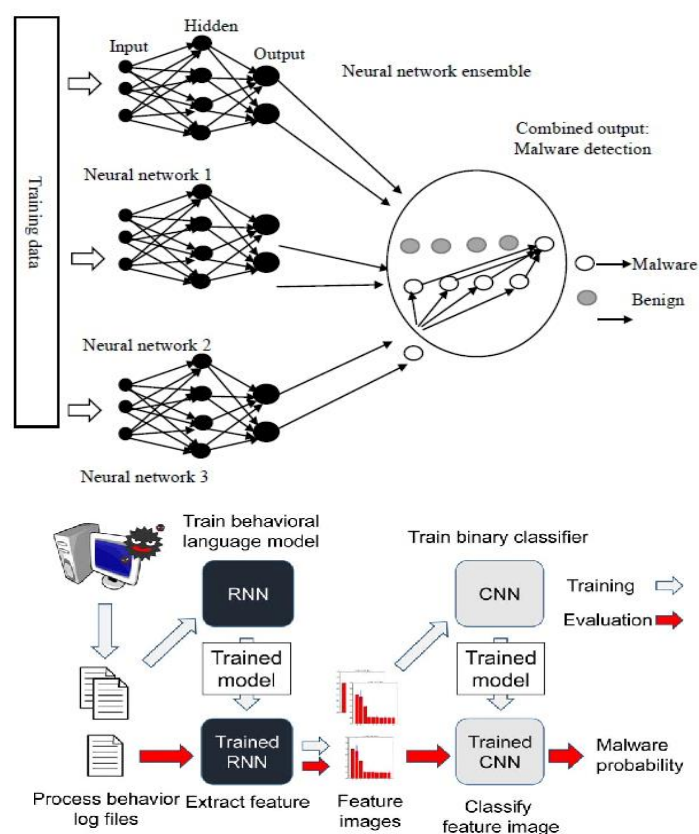 Training data
Input
Hidden
Output
Neural network ensemble
Combined output:
Malware detection
Neural network 1
Malware
Benign
Neural network 2
Neural network 3
Train behavioral
language model
Train binary classifier
RNN
CNN
Training
Evaluation
Trained
model
Trained
model
Trained
RNN
Trained
CNN
Malware
probability
Process behavior
log files
Extract feature
Feature
images
Classify
feature image